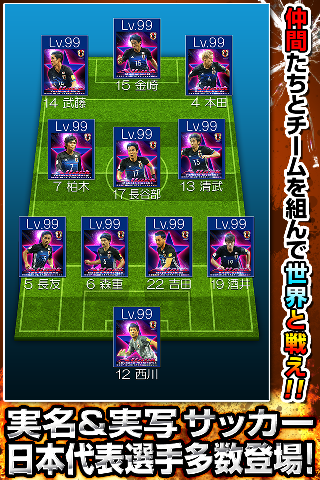 仲間たちとチームを組んで世界と戦え!!
Lv.99
Lv.99
Lv.99
14 武藤
15 金崎
4 本田
Lv.99
Lv.99
Lv.99
7 柏木
17 長谷部
13 清武
Lv.99
Lv.99
Lv.99
Lv.99
5 長友
6 森重
22 吉田
19 酒井
Lv.99
12 西川
実名&実写サッカー
日本代表選手多数登場!